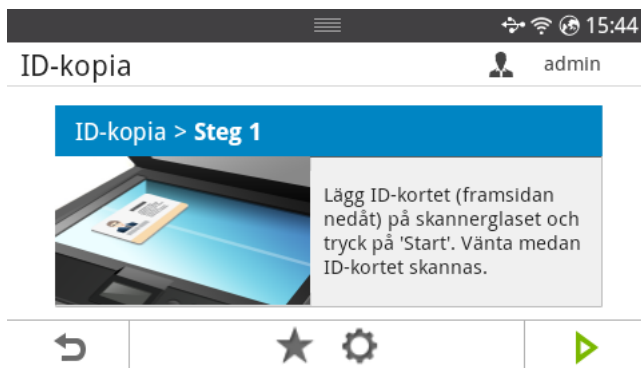 15:44
ID-kopia
admin
ID-kopia > Steg 1
Lägg ID-kortet (framsidan
nedåt) på skannerglaset och
tryck på 'Start'. Vänta medan
ID-kortet skannas.